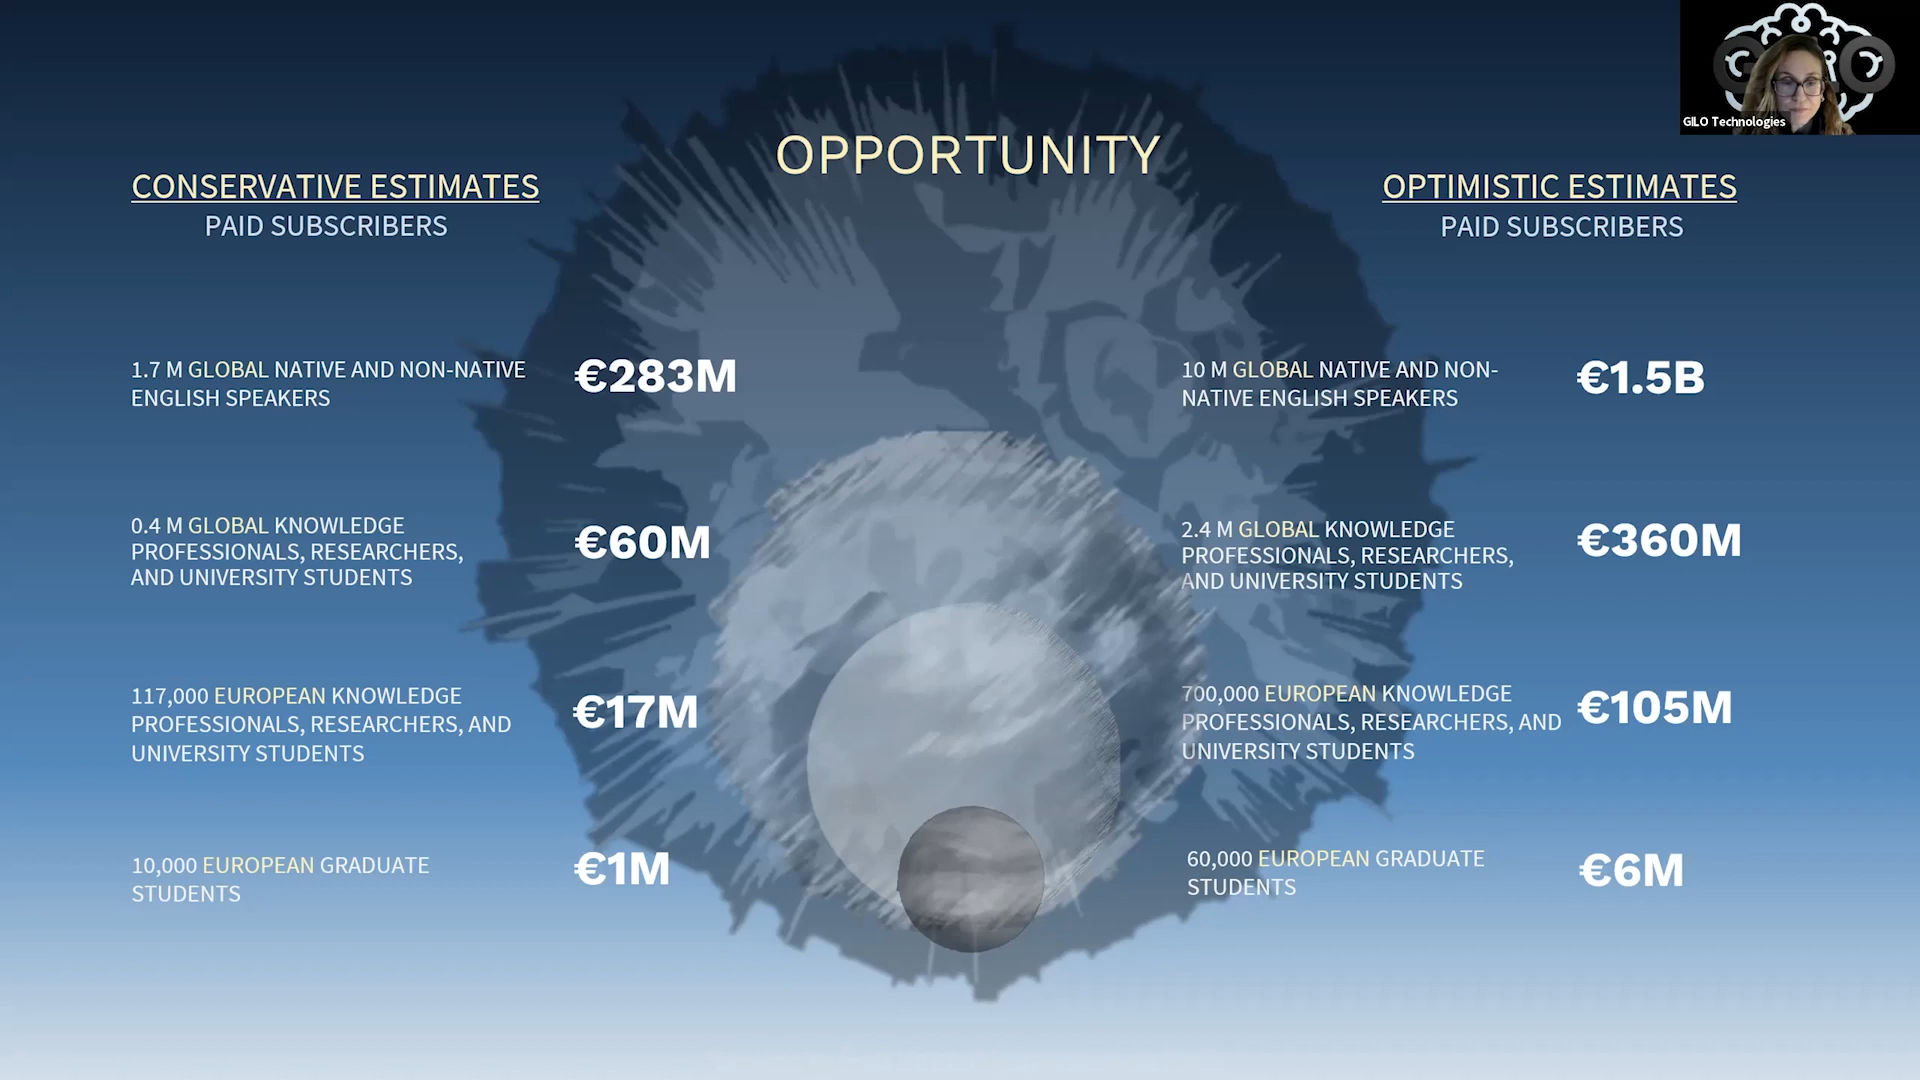 GILO Technologies
OPPORTUNITY
CONSERVATIVE ESTIMATES
PAID SUBSCRIBERS
1.7 M GLOBAL NATIVE AND NON-NATIVE
ENGLISH SPEAKERS
€283M
0.4 M GLOBAL KNOWLEDGE
PROFESSIONALS, RESEARCHERS,
AND UNIVERSITY STUDENTS
€60M
117,000 EUROPEAN KNOWLEDGE
PROFESSIONALS, RESEARCHERS, AND
UNIVERSITY STUDENTS
€17M
10,000 EUROPEAN GRADUATE
STUDENTS
€1M
OPTIMISTIC ESTIMATES
PAID SUBSCRIBERS
10 M GLOBAL NATIVE AND NON-
NATIVE ENGLISH SPEAKERS
€1.5B
2.4 M GLOBAL KNOWLEDGE
PROFESSIONALS, RESEARCHERS,
AND UNIVERSITY STUDENTS
€360M
700,000 EUROPEAN KNOWLEDGE
PROFESSIONALS, RESEARCHERS, AND
UNIVERSITY STUDENTS
€105M
60,000 EUROPEAN GRADUATE
STUDENTS
€6M